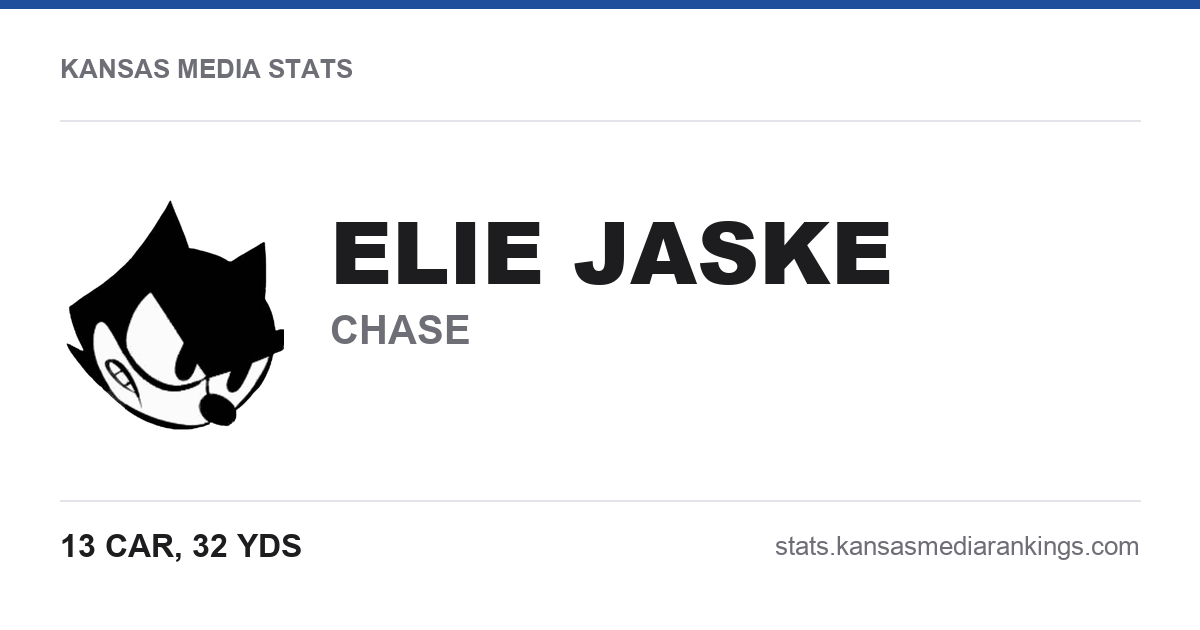 KANSAS MEDIA STATS
ELIE JASKE
CHASE
13 CAR, 32 YDS
stats.kansasmediarankings.com